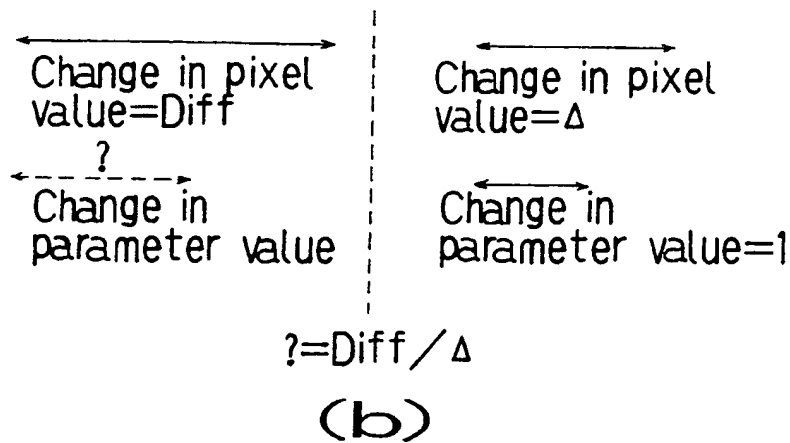 Change in pixel
value=Diff
?
Change in
parameter value
Change in pixel
value=Δ
Change in
parameter value=1
?=Diff/Δ
(b)